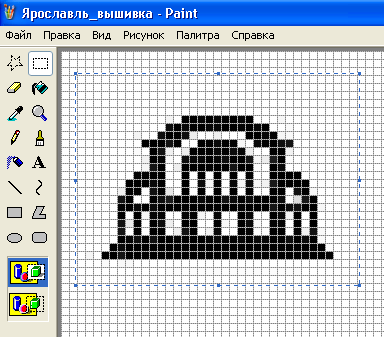 Ярославль_вышивка - Paint
Файл Правка Вид Рисунок Палитра Справка
A